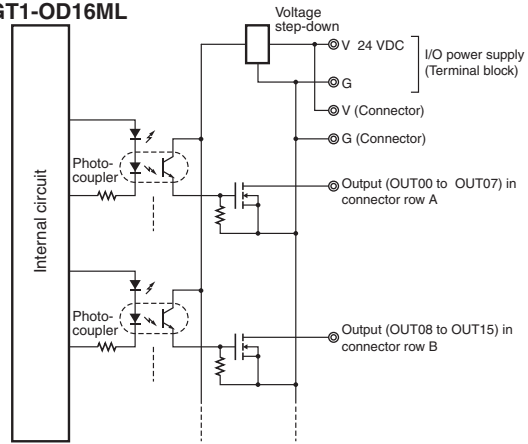 GT1-OD16ML
Voltage
step-down
V 24 VDC
I/O power supply
(Terminal block)
G
V (Connector)
G (Connector)
Internal circuit
Photo-
coupler
Output (OUT00 to OUT07) in
connector row A
Photo-
coupler
Output (OUT08 to OUT15) in
connector row B